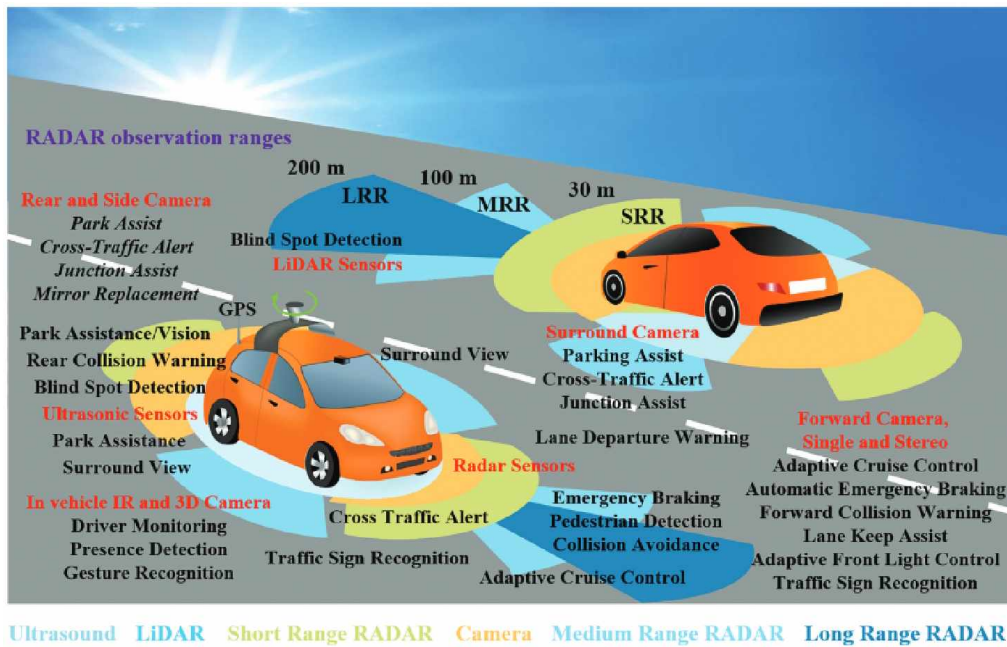 RADAR observation ranges
200 m
100 m
30 m
LRR
MRR
SRR
Rear and Side Camera
Park Assist
Cross-Traffic Alert
Junction Assist
Mirror Replacement
Blind Spot Detection
LiDAR Sensors
GPS
Park Assistance/Vision
Rear Collision Warning
Blind Spot Detection
Ultrasonic Sensors
Park Assistance
Surround View
In vehicle IR and 3D Camera
Driver Monitoring
Presence Detection
Gesture Recognition
Surround View
Surround Camera
Parking Assist
Cross-Traffic Alert
Junction Assist
Lane Departure Warning
Radar Sensors
Cross Traffic Alert
Traffic Sign Recognition
Emergency Braking
Pedestrian Detection
Collision Avoidance
Adaptive Cruise Control
Forward Camera,
Single and Stereo
Adaptive Cruise Control
Automatic Emergency Braking
Forward Collision Warning
Lane Keep Assist
Adaptive Front Light Control
Traffic Sign Recognition
Ultrasound LiDAR Short Range RADAR Camera Medium Range RADAR Long Range RADAR